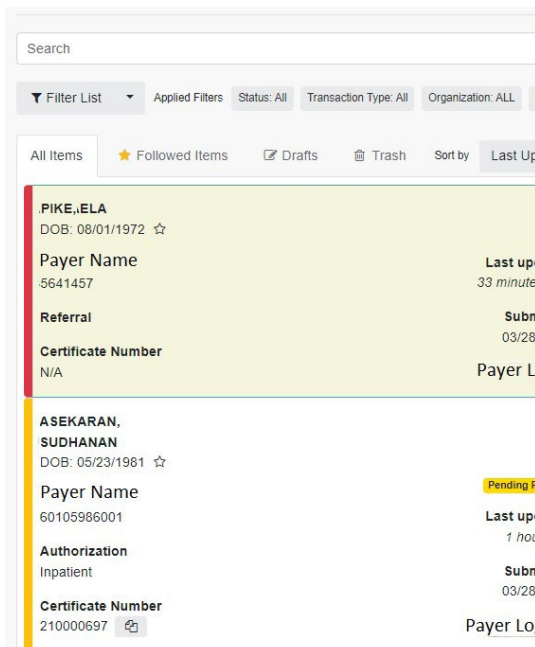 Search
Filter List Applied Filters Status: All Transaction Type: All Organization: ALL
All Items Followed Items Drafts Trash Sort by Last Up
PIKE, ELA
DOB: 08/01/1972
Payer Name
5641457
Last up
33 minute
Referral
Subm
03/28
Certificate Number
N/A
Payer L
ASEKARAN,
SUDHANAN
DOB: 05/23/1981
Payer Name
Pending
60105986001
Last up
1 hou
Authorization
Inpatient
Subm
03/28
Certificate Number
210000697
Payer Lo